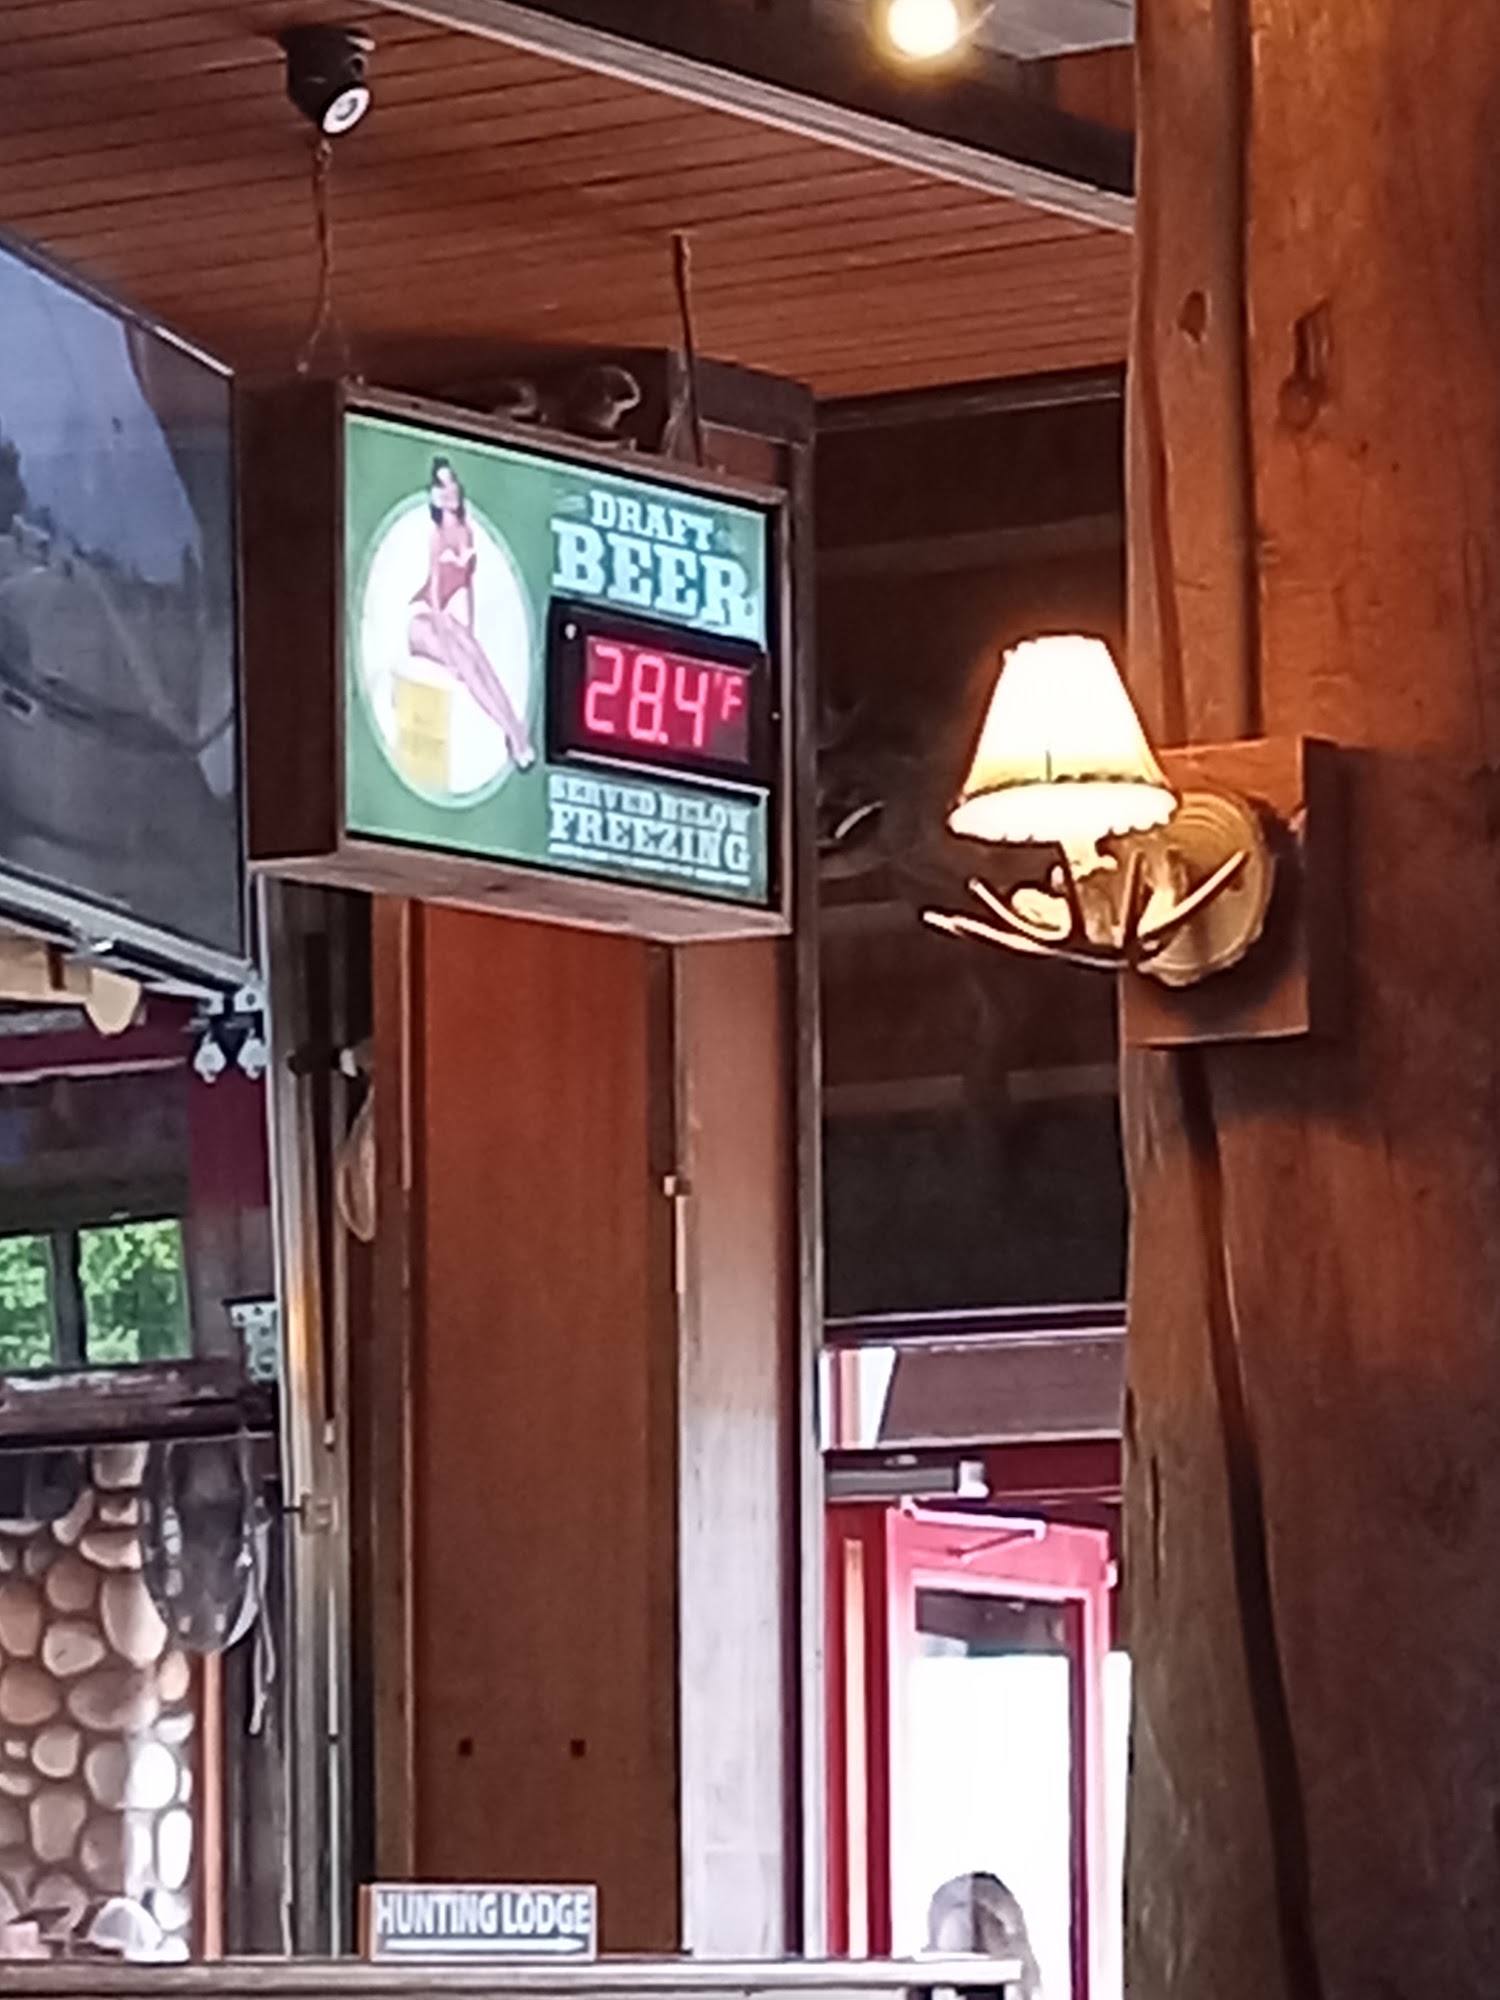 DRAFT
BEER
28.4°F
SERVED BELOW
FREEZING
HUNTING LODGE